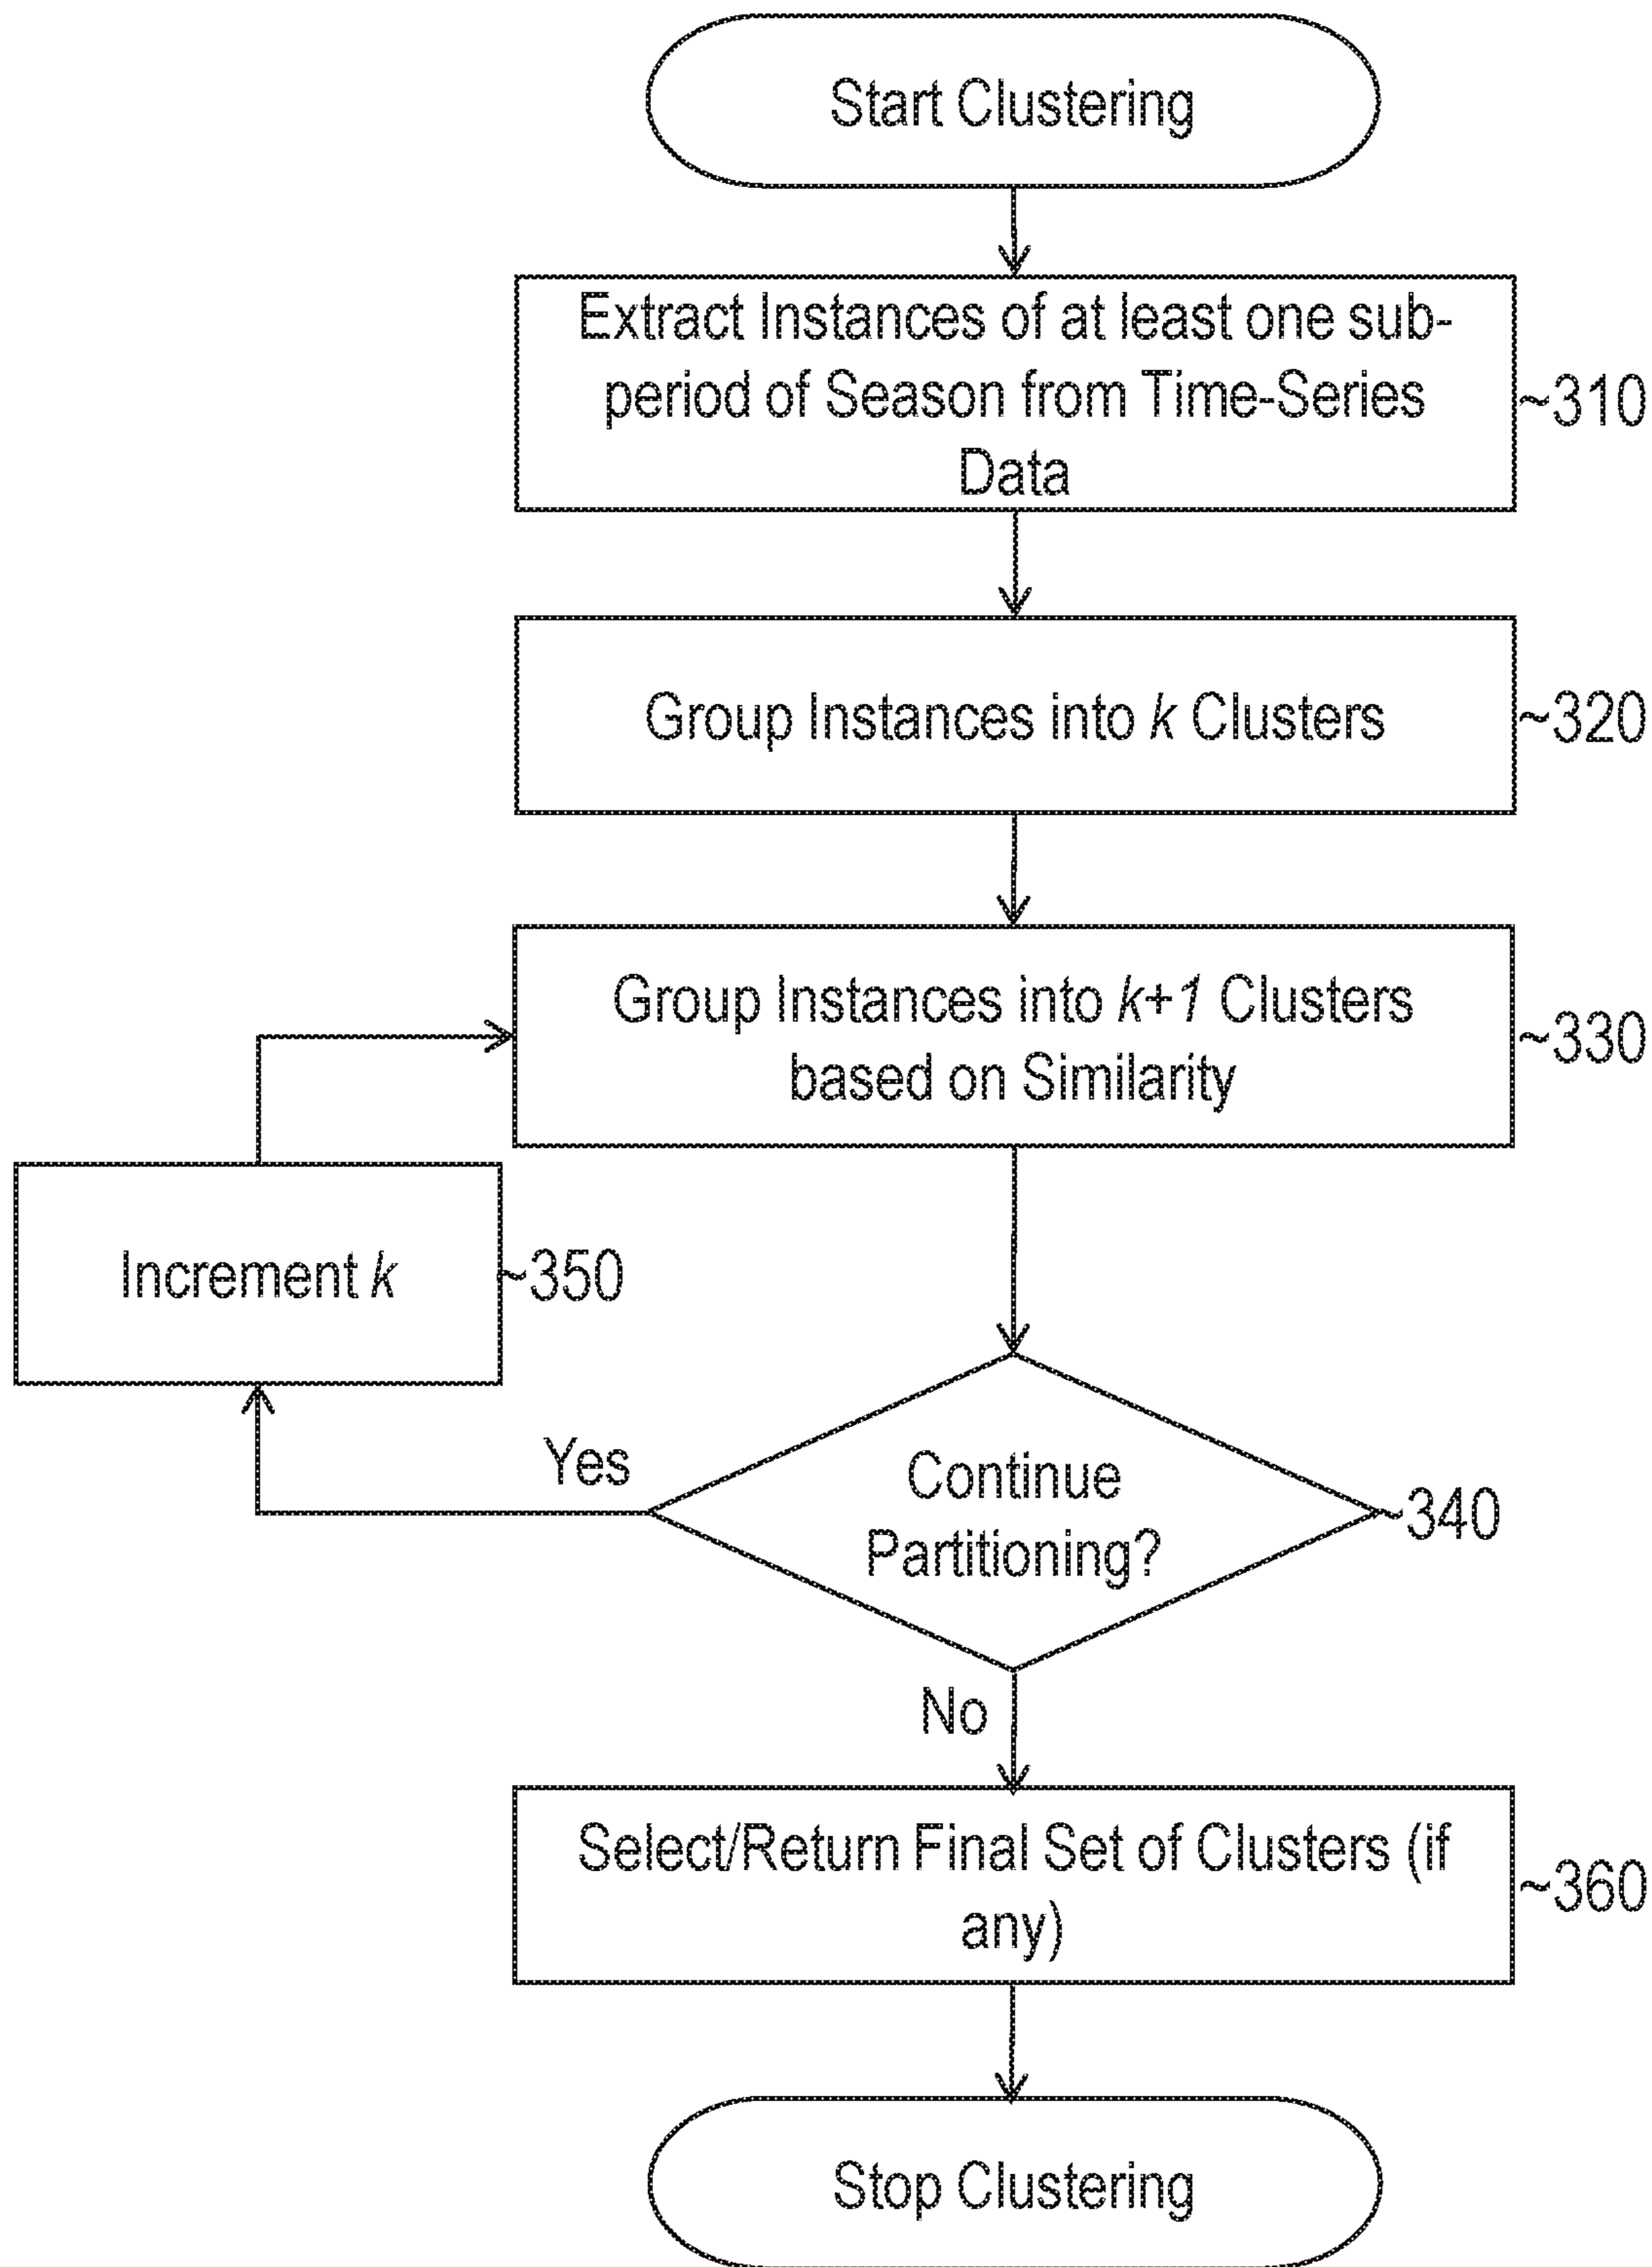 Start Clustering
Extract Instances of at least one sub-
period of Season from Time-Series
Data
~310
Group Instances into k Clusters
~320
Group Instances into k+1 Clusters
based on Similarity
~330
Increment k
~350
Yes
Continue
Partitioning?
~340
No
Select/Return Final Set of Clusters (if
any)
~360
Stop Clustering